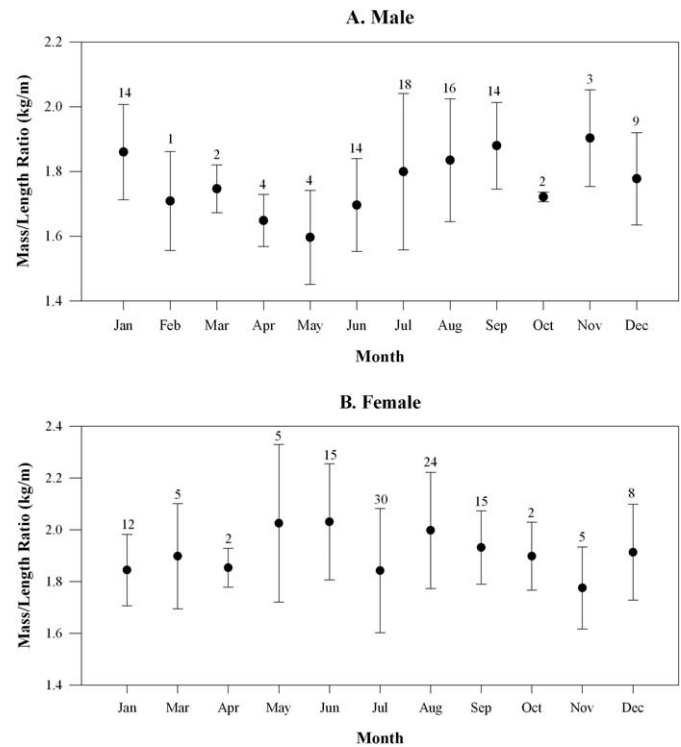 A. Male
2.2
2.0
1.8
1.6
1.4
Mass/Length Ratio (kg/m)
14 1 2 4 4 14 18 16 14 2 3 9
Jan Feb Mar Apr May Jun Jul Aug Sep Oct Nov Dec
Month
B. Female
2.4
2.2
2.0
1.8
1.6
1.4
Mass/Length Ratio (kg/m)
12 5 2 5 15 30 24 15 2 5 8
Jan Mar Apr May Jun Jul Aug Sep Oct Nov Dec
Month